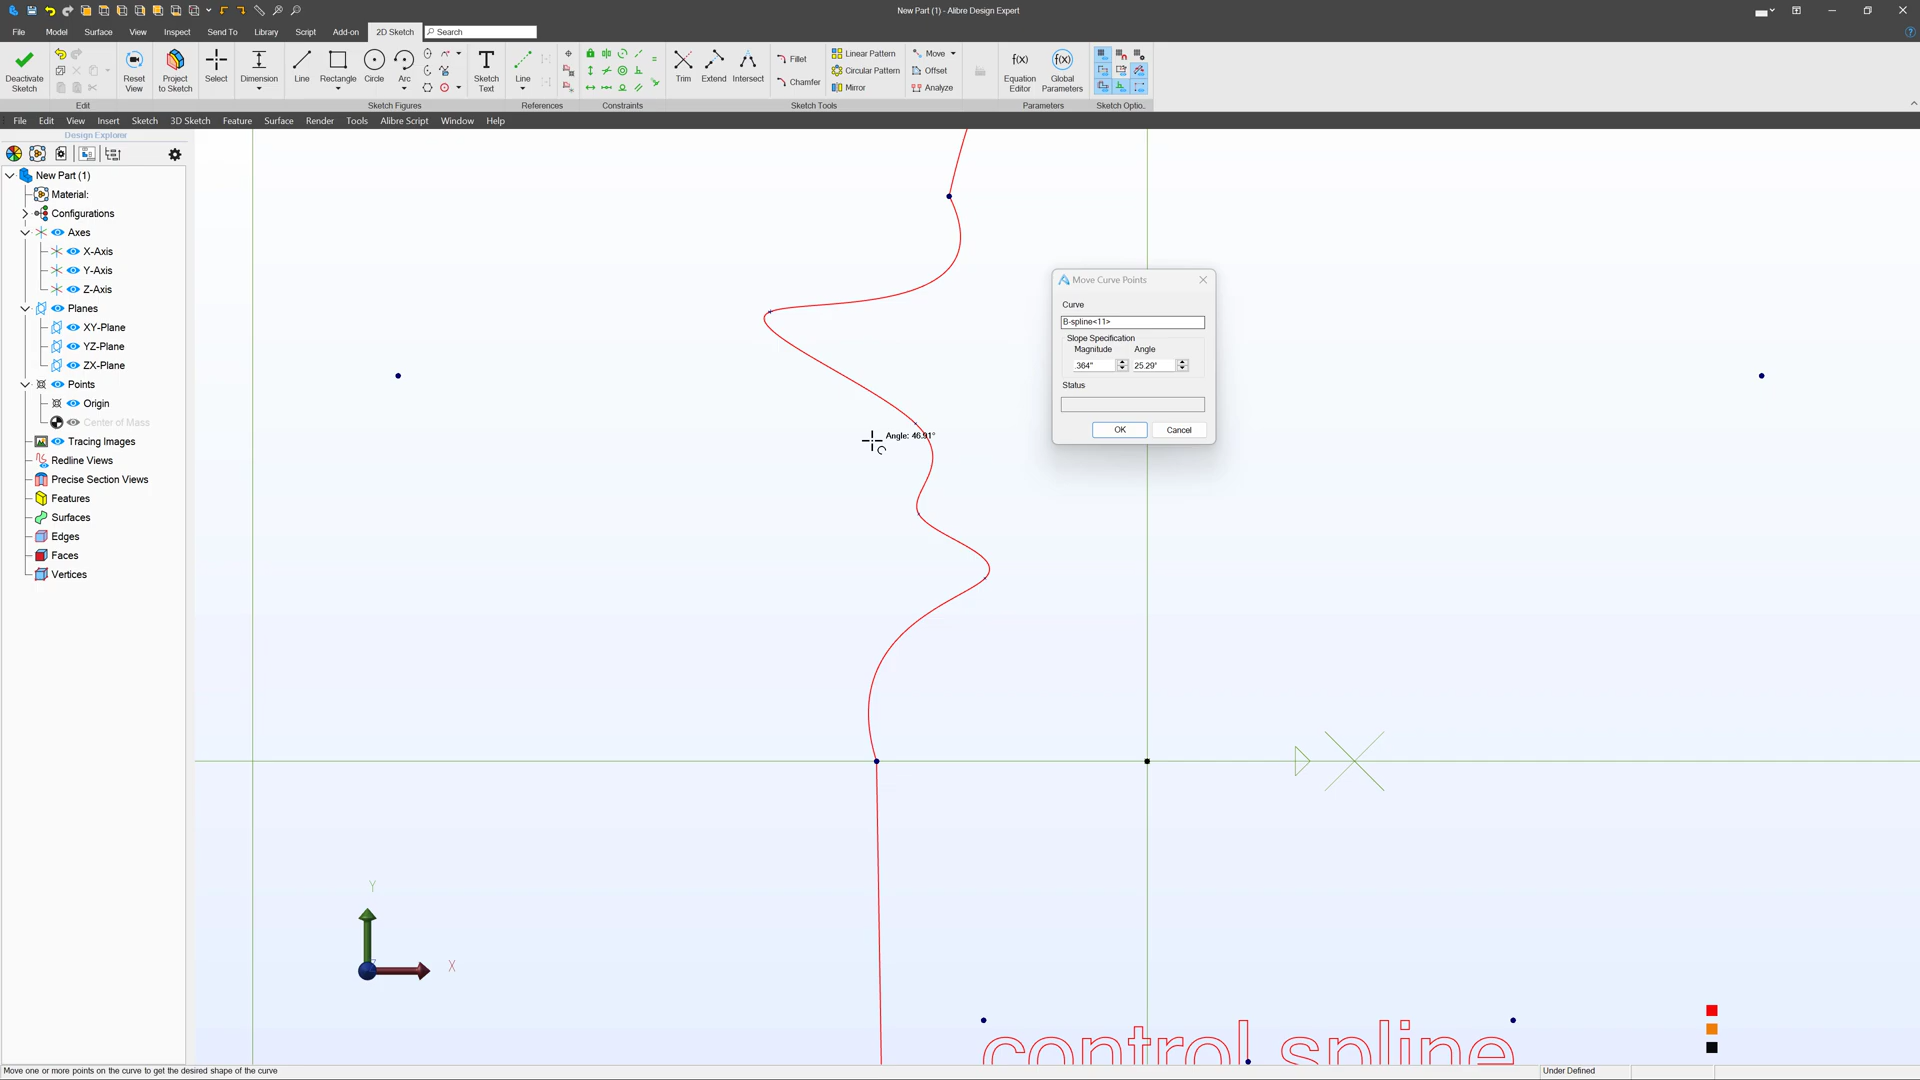 New Part (1) - Alibre Design Expert
File Model Surface View Inspect Send To Library Script Add-on 2D Sketch Search
Deactivate Sketch
Reset View
Project to Sketch
Select
Dimension
Line
Rectangle
Circle
Arc
Sketch Text
Line
Trim
Extend
Intersect
Fillet
Chamfer
Linear Pattern
Circular Pattern
Mirror
Move
Offset
Analyze
Equation Editor
Global Parameters
Edit Sketch Figures References Constraints Sketch Tools Parameters Sketch Optio..
File Edit View Insert Sketch 3D Sketch Feature Surface Render Tools Alibre Script Window Help
Design Explorer
New Part (1)
Material:
Configurations
Axes
X-Axis
Y-Axis
Z-Axis
Planes
XY-Plane
YZ-Plane
ZX-Plane
Points
Origin
Center of Mass
Tracing Images
Redline Views
Precise Section Views
Features
Surfaces
Edges
Faces
Vertices
Move Curve Points
Curve
B-spline<11>
Slope Specification
Magnitude Angle
.364" 25.29°
Status
OK Cancel
Angle: 46.91°
Y
X
control spline
Move one or more points on the curve to get the desired shape of the curve
Under Defined